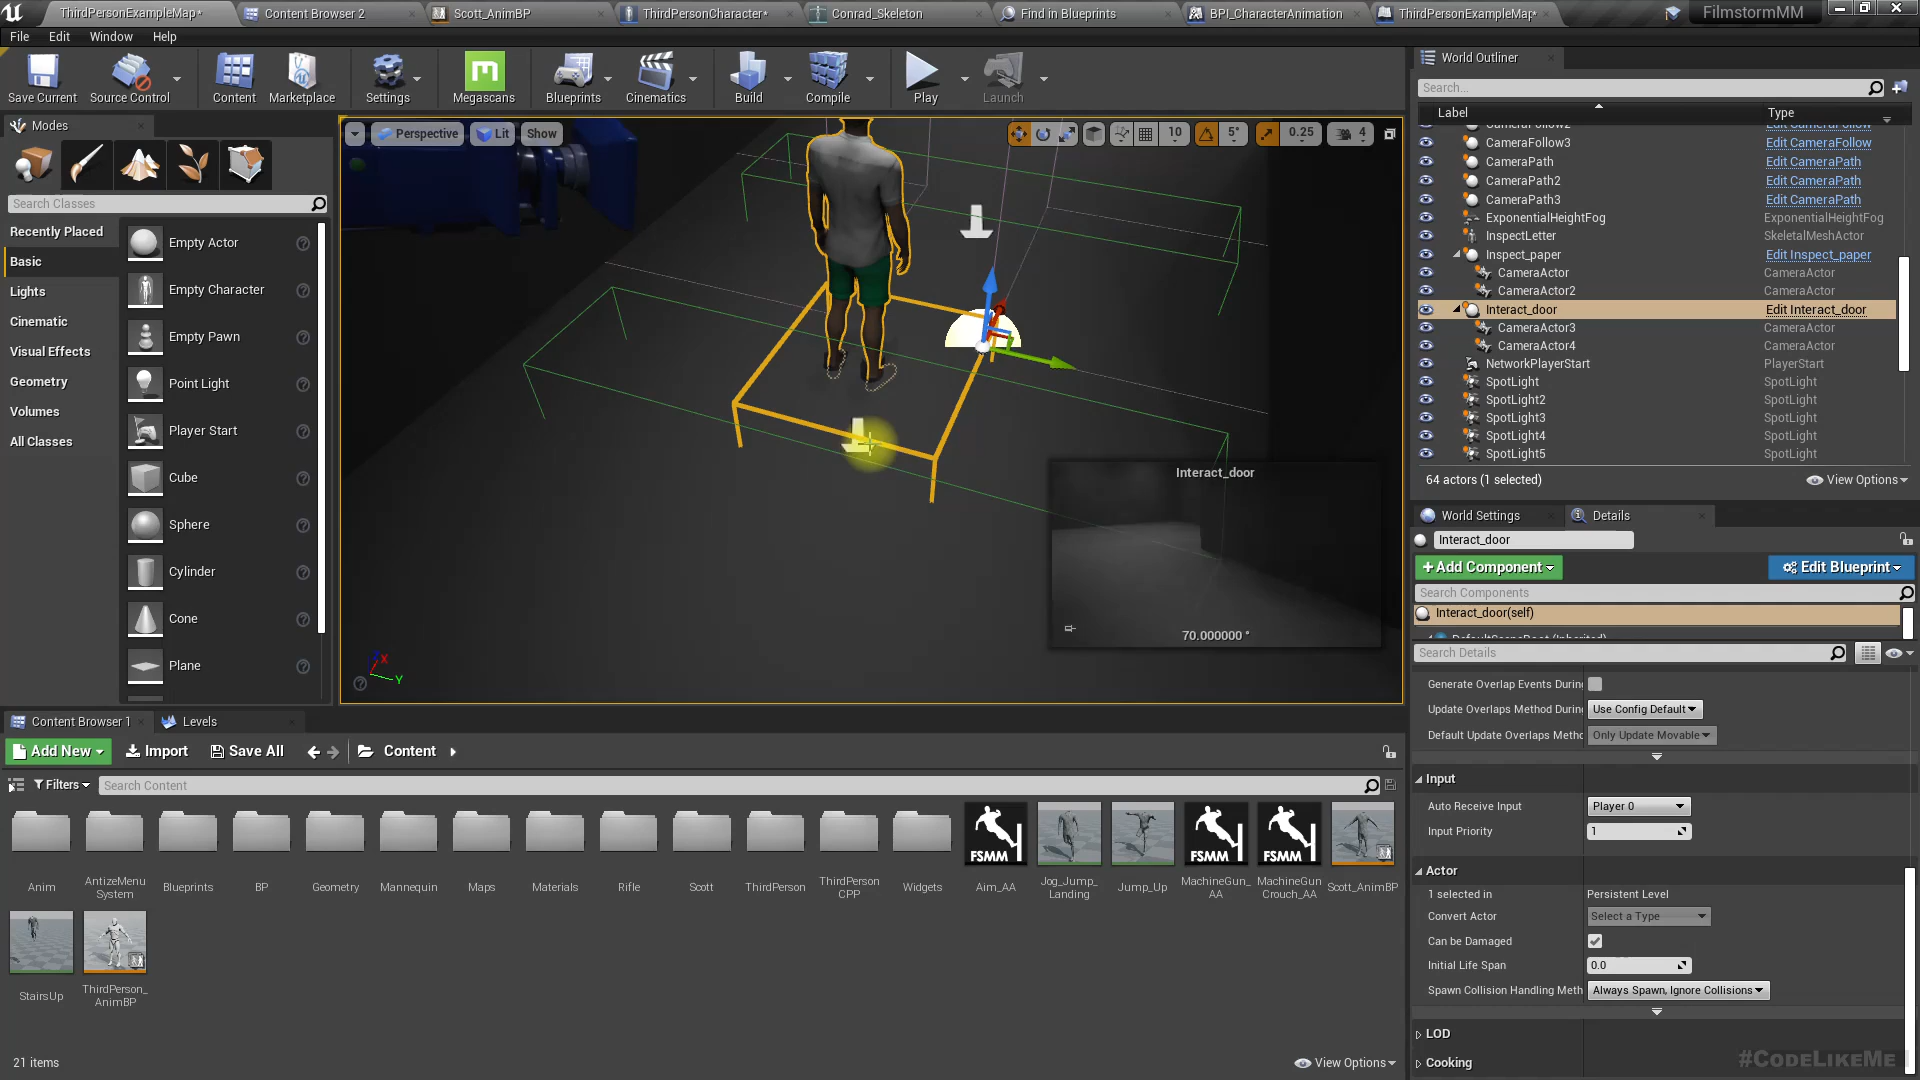 ThirdPersonExampleMap*
Content Browser 2
Scott_AnimBP
ThirdPersonCharacter*
Conrad_Skeleton
Find in Blueprints
BPI_CharacterAnimation
ThirdPersonExampleMap*
FilmstormMM
File Edit Window Help
Save Current
Source Control
Content
Marketplace
Settings
Megascans
Blueprints
Cinematics
Build
Compile
Play
Launch
Modes
Search Classes
Recently Placed
Basic
Lights
Cinematic
Visual Effects
Geometry
Volumes
All Classes
Empty Actor
Empty Character
Empty Pawn
Point Light
Player Start
Cube
Sphere
Cylinder
Cone
Plane
Perspective Lit Show
10 5° 0.25 4
Interact_door
70.000000 °
X
Y
World Outliner
Search...
Label Type
CameraFollow2 Edit CameraFollow
CameraFollow3 Edit CameraFollow
CameraPath Edit CameraPath
CameraPath2 Edit CameraPath
CameraPath3 Edit CameraPath
ExponentialHeightFog ExponentialHeightFog
InspectLetter SkeletalMeshActor
Inspect_paper Edit Inspect_paper
CameraActor CameraActor
CameraActor2 CameraActor
Interact_door Edit Interact_door
CameraActor3 CameraActor
CameraActor4 CameraActor
NetworkPlayerStart PlayerStart
SpotLight SpotLight
SpotLight2 SpotLight
SpotLight3 SpotLight
SpotLight4 SpotLight
SpotLight5 SpotLight
64 actors (1 selected) View Options
World Settings Details
Interact_door
+Add Component Edit Blueprint
Search Components
Interact_door(self)
DefaultSceneRoot (Inherited)
Search Details
Generate Overlap Events During
Update Overlaps Method During Use Config Default
Default Update Overlaps Metho Only Update Movable
Input
Auto Receive Input Player 0
Input Priority 1
Actor
1 selected in Persistent Level
Convert Actor Select a Type
Can be Damaged
Initial Life Span 0.0
Spawn Collision Handling Meth Always Spawn, Ignore Collisions
LOD
Cooking
Content Browser 1 Levels
Add New Import Save All Content
Filters Search Content
Anim
Antize​Menu System
Blueprints
BP
Geometry
Mannequin
Maps
Materials
Rifle
Scott
ThirdPerson
ThirdPerson CPP
Widgets
FSMM
Aim_AA
Jog_Jump_ Landing
Jump_Up
FSMM
MachineGun_ AA
FSMM
MachineGun Crouch_AA
Scott_AnimBP
StairsUp
ThirdPerson_ AnimBP
21 items View Options
#CodeLikeMe